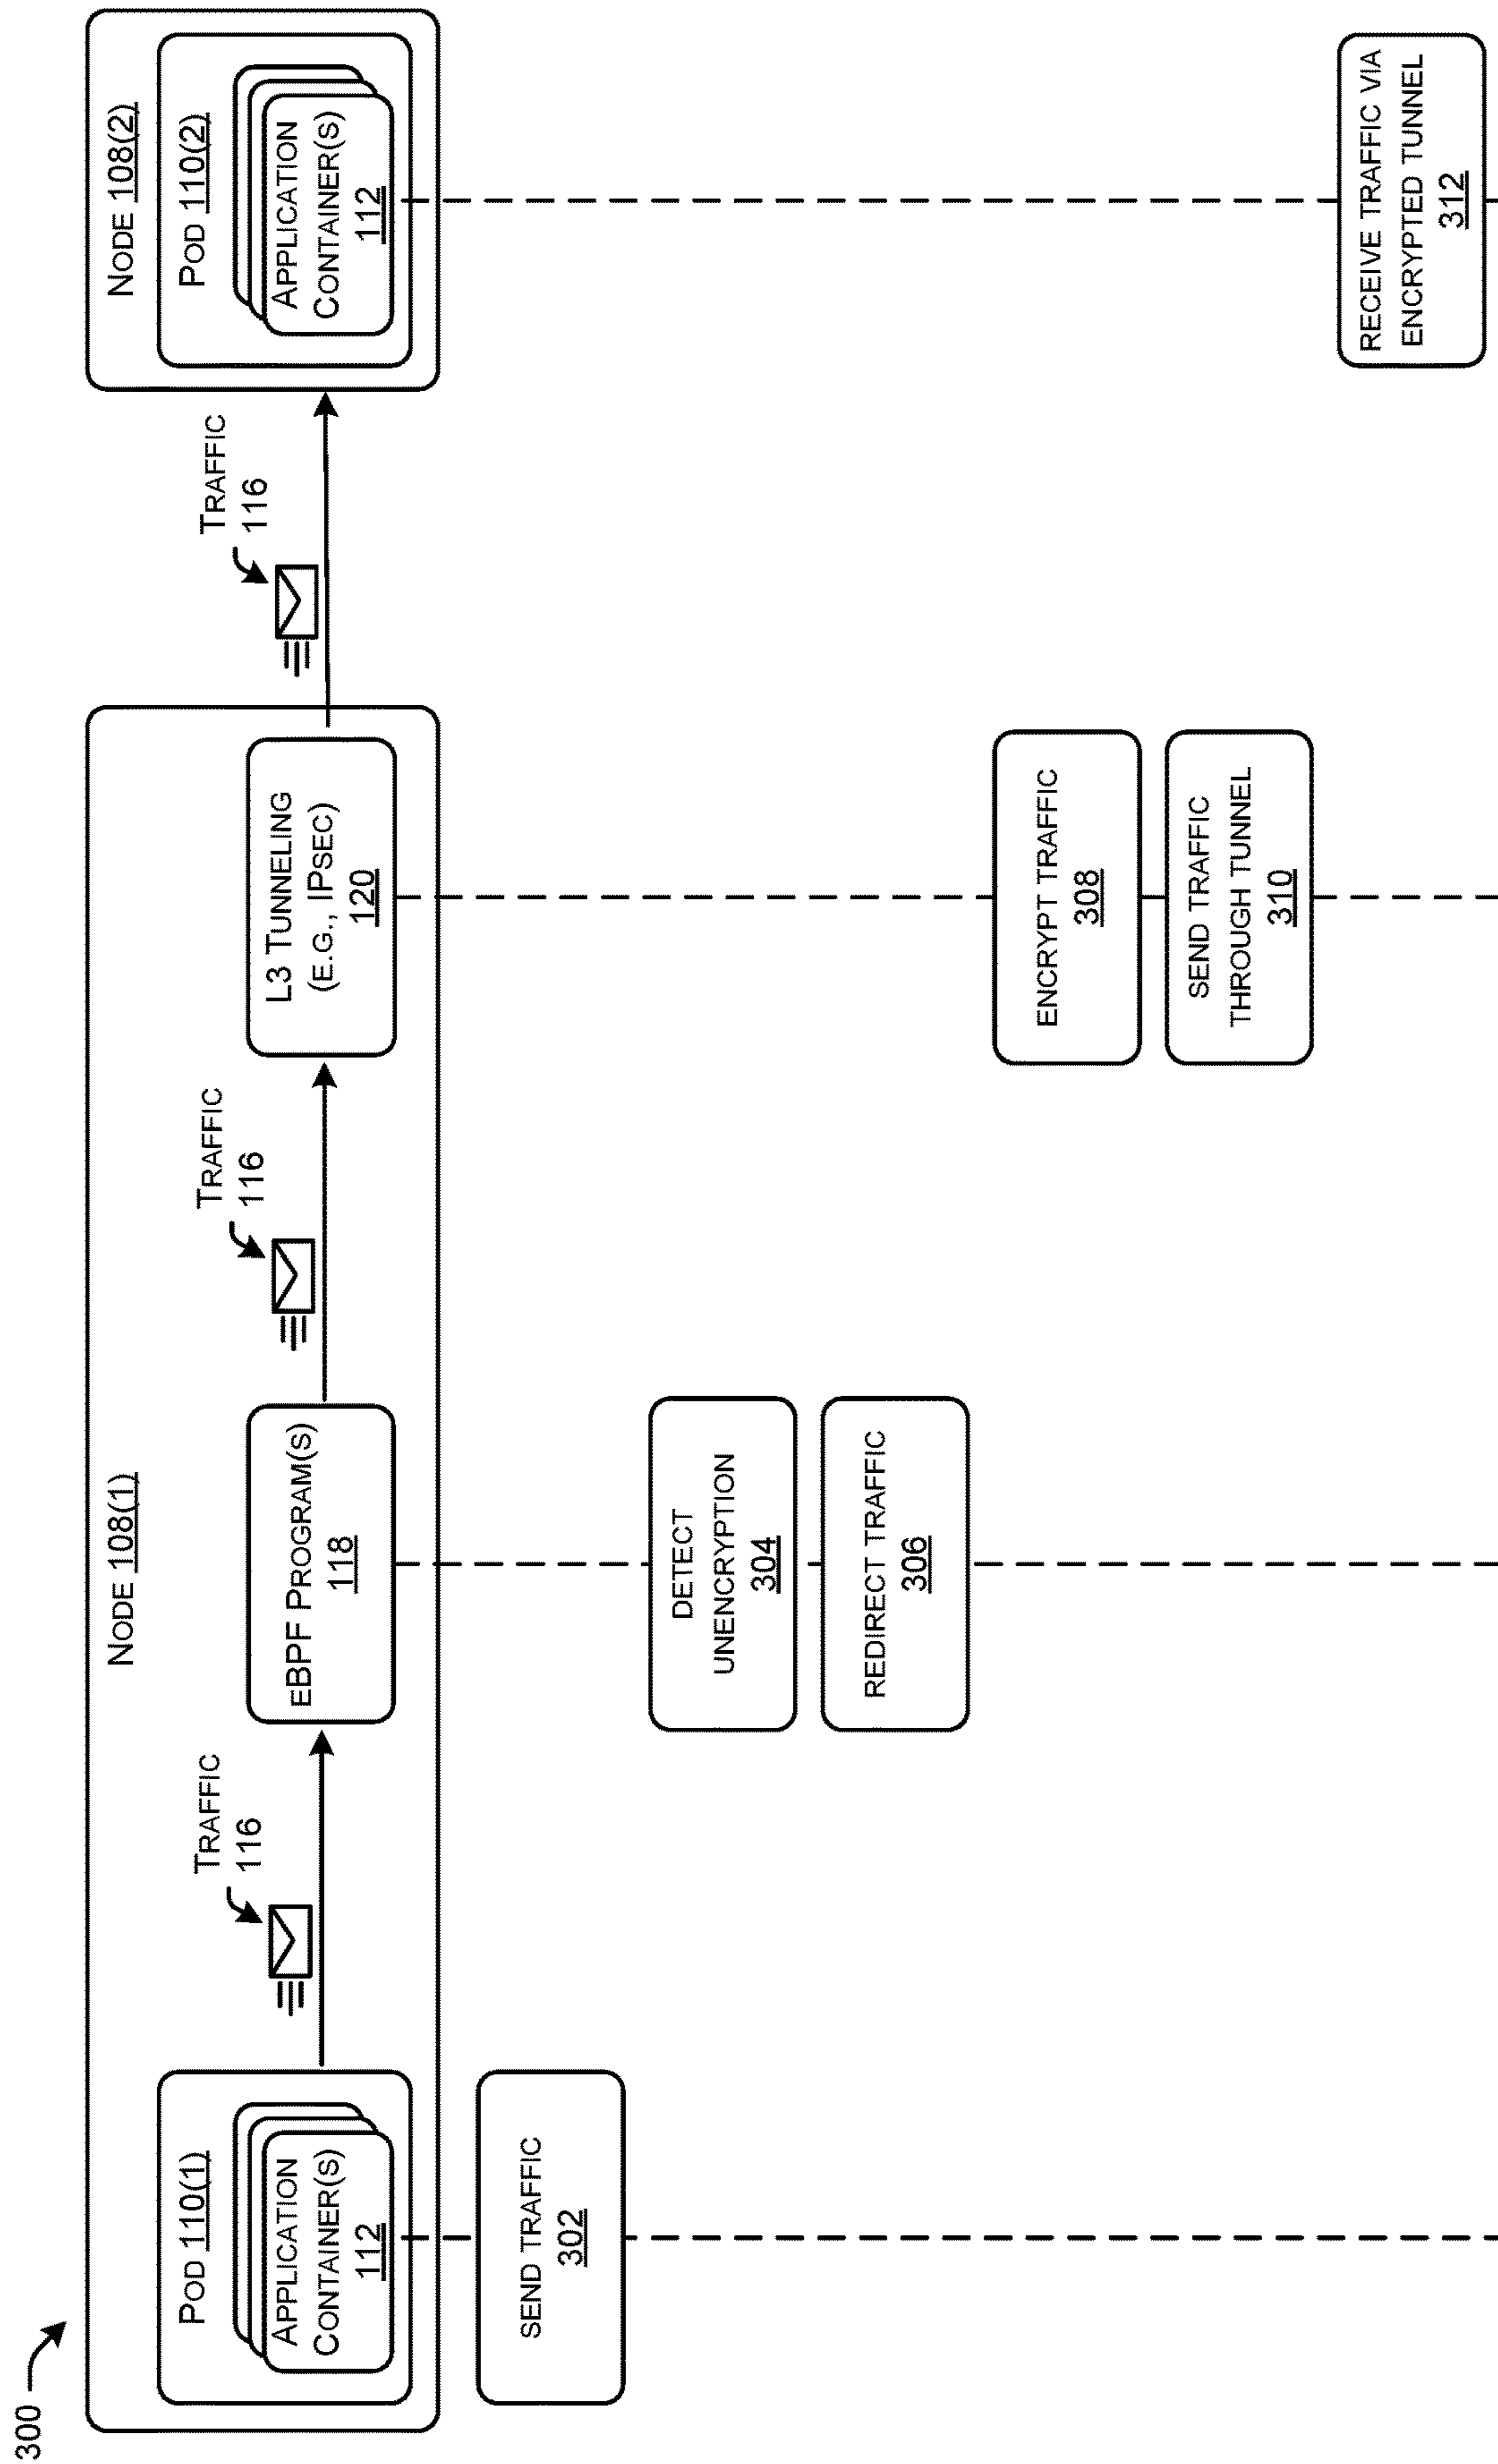 300
NODE 108(1)
POD 110(1)
APPLICATION
CONTAINER(S)
112
TRAFFIC
116
EBPF PROGRAM(S)
118
TRAFFIC
116
L3 TUNNELING
(E.G., IPSEC)
120
TRAFFIC
116
NODE 108(2)
POD 110(2)
APPLICATION
CONTAINER(S)
112
SEND TRAFFIC
302
DETECT
UNENCRYPTION
304
REDIRECT TRAFFIC
306
ENCRYPT TRAFFIC
308
SEND TRAFFIC
THROUGH TUNNEL
310
RECEIVE TRAFFIC VIA
ENCRYPTED TUNNEL
312